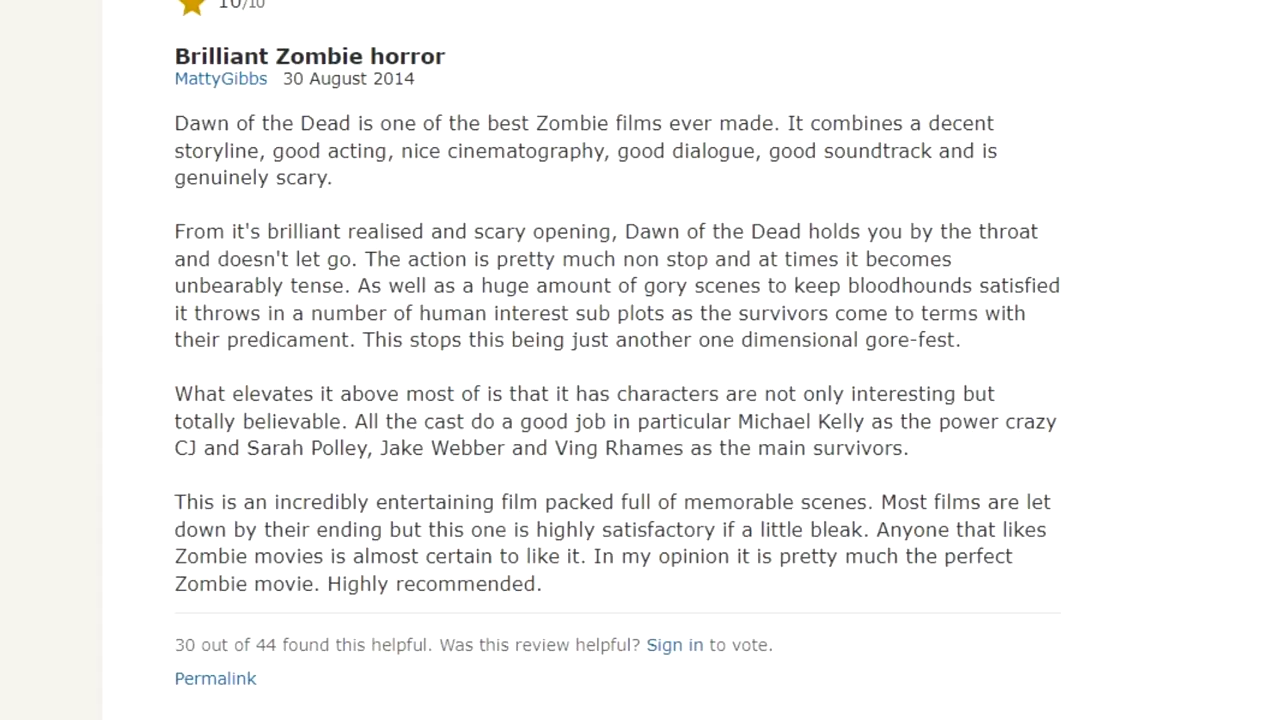 10/10
Brilliant Zombie horror
MattyGibbs 30 August 2014
Dawn of the Dead is one of the best Zombie films ever made. It combines a decent
storyline, good acting, nice cinematography, good dialogue, good soundtrack and is
genuinely scary.
From it's brilliant realised and scary opening, Dawn of the Dead holds you by the throat
and doesn't let go. The action is pretty much non stop and at times it becomes
unbearably tense. As well as a huge amount of gory scenes to keep bloodhounds satisfied
it throws in a number of human interest sub plots as the survivors come to terms with
their predicament. This stops this being just another one dimensional gore-fest.
What elevates it above most of is that it has characters are not only interesting but
totally believable. All the cast do a good job in particular Michael Kelly as the power crazy
CJ and Sarah Polley, Jake Webber and Ving Rhames as the main survivors.
This is an incredibly entertaining film packed full of memorable scenes. Most films are let
down by their ending but this one is highly satisfactory if a little bleak. Anyone that likes
Zombie movies is almost certain to like it. In my opinion it is pretty much the perfect
Zombie movie. Highly recommended.
30 out of 44 found this helpful. Was this review helpful? Sign in to vote.
Permalink